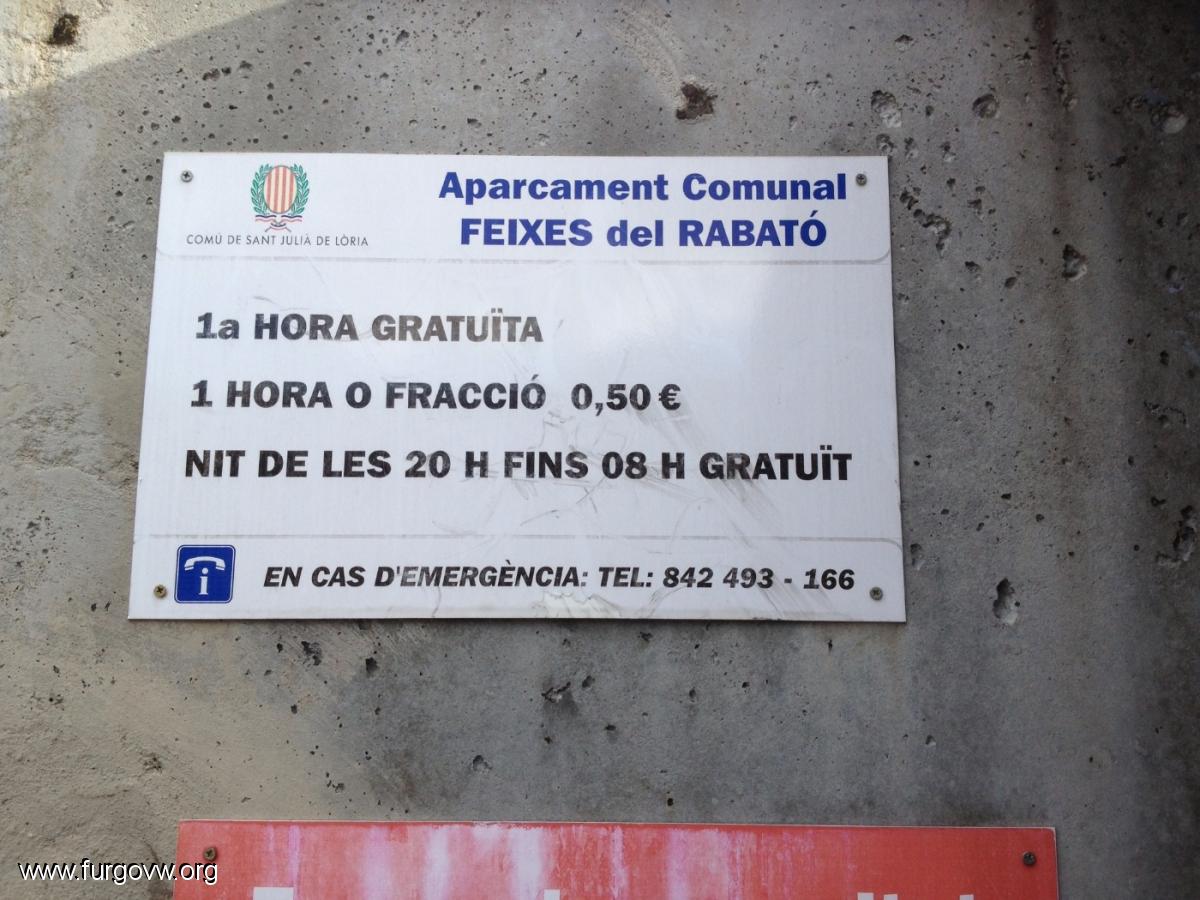 COMÚ DE SANT JULIÀ DE LÒRIA
Aparcament Comunal
FEIXES del RABATÓ
1a HORA GRATUÏTA
1 HORA O FRACCIÓ 0,50 €
NIT DE LES 20 H FINS 08 H GRATUÏT
i
EN CAS D'EMERGÈNCIA: TEL: 842 493 - 166
www.furgovw.org